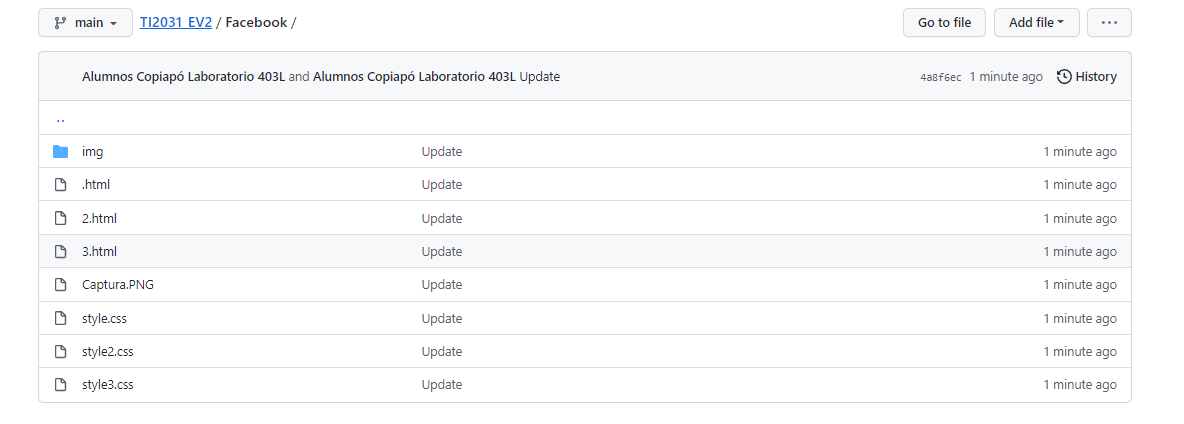 main TI2031_EV2 / Facebook / Go to file Add file ...
Alumnos Copiapó Laboratorio 403L and Alumnos Copiapó Laboratorio 403L Update 4a8f6ec 1 minute ago History
..
img Update 1 minute ago
.html Update 1 minute ago
2.html Update 1 minute ago
3.html Update 1 minute ago
Captura.PNG Update 1 minute ago
style.css Update 1 minute ago
style2.css Update 1 minute ago
style3.css Update 1 minute ago